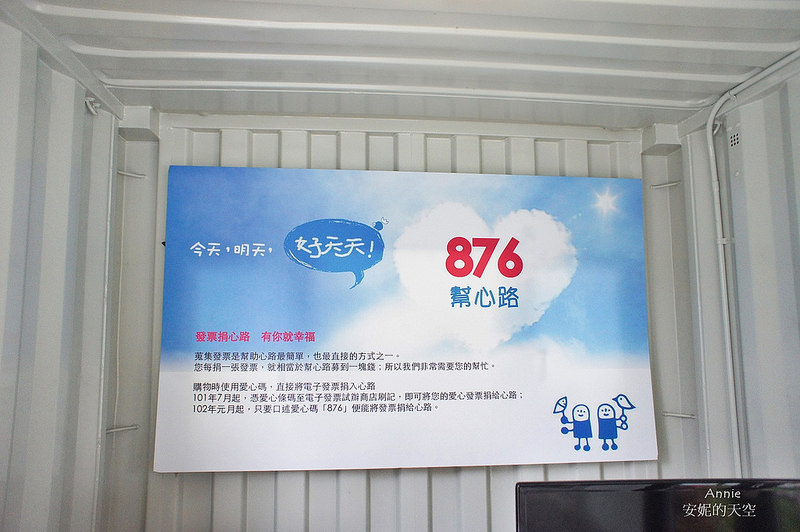 今天，明天，
好天天！
876
幫心路
發票捐心路　有你就幸福
蒐集發票是幫助心路最簡單，也最直接的方式之一。
您每捐一張發票，就相當於幫心路募到一塊錢；所以我們非常需要您的幫忙。
購物時使用愛心碼，直接將電子發票捐入心路
101年7月起，憑愛心條碼至電子發票試辦商店刷記，即可將您的愛心發票捐給心路；
102年元月起，只要口述愛心碼「876」便能將發票捐給心路。
Annie
安妮的天空